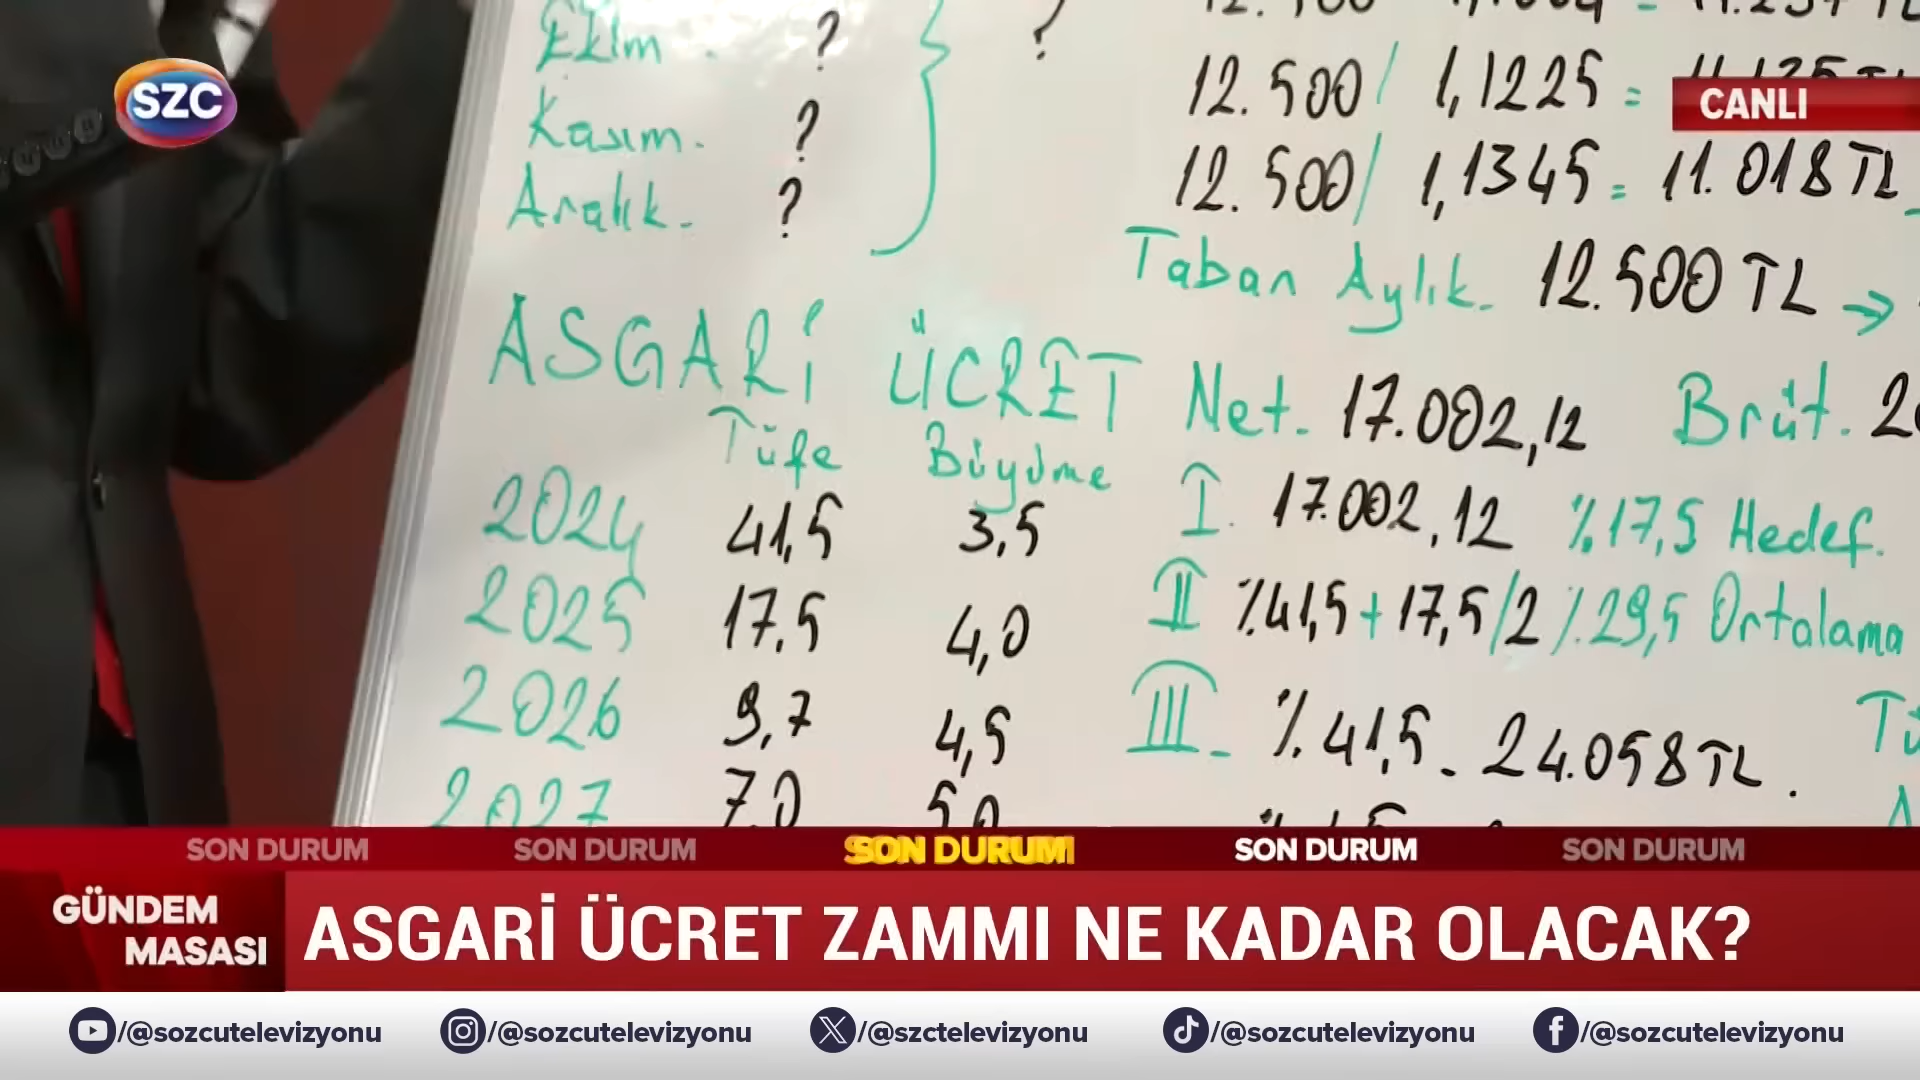 Ekim . ?
Kasım. ?
Aralık. ?
?
12.500 / 1,1225 =
12.500 / 1,1345 = 11.018 TL
Taban Aylık. 12.500 TL →
ASGARİ ÜCRET Net. 17.002,12 Brüt. 2
Tüfe Büyüme
2024 41,5 3,5
2025 17,5 4,0
2026 9,7 4,5
2027 7,0 5,0
I. 17.002,12 %17,5 Hedef.
II %41,5 + 17,5/2 %29,5 Ortalama
III. %41,5 - 24.058 TL.
SZC
CANLI
SON DURUM SON DURUM SON DURUM SON DURUM SON DURUM
GÜNDEM
MASASI
ASGARİ ÜCRET ZAMMI NE KADAR OLACAK?
/@sozcutelevizyonu /@sozcutelevizyonu /@szctelevizyonu /@sozcutelevizyonu /@sozcutelevizyonu